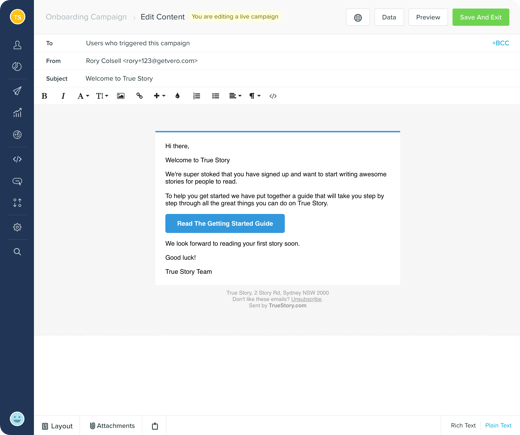 TS
Onboarding Campaign > Edit Content You are editing a live campaign Data Preview Save And Exit
To Users who triggered this campaign +BCC
From Rory Colsell <rory+123@getvero.com>
Subject Welcome to True Story
B I A T
Hi there,
Welcome to True Story
We're super stoked that you have signed up and want to start writing awesome
stories for people to read.
To help you get started we have put together a guide that will take you step by
step through all the great things you can do on True Story.
Read The Getting Started Guide
We look forward to reading your first story soon.
Good luck!
True Story Team
True Story, 2 Story Rd, Sydney NSW 2000
Don't like these emails? Unsubscribe.
Sent by TrueStory.com
Layout Attachments Rich Text Plain Text